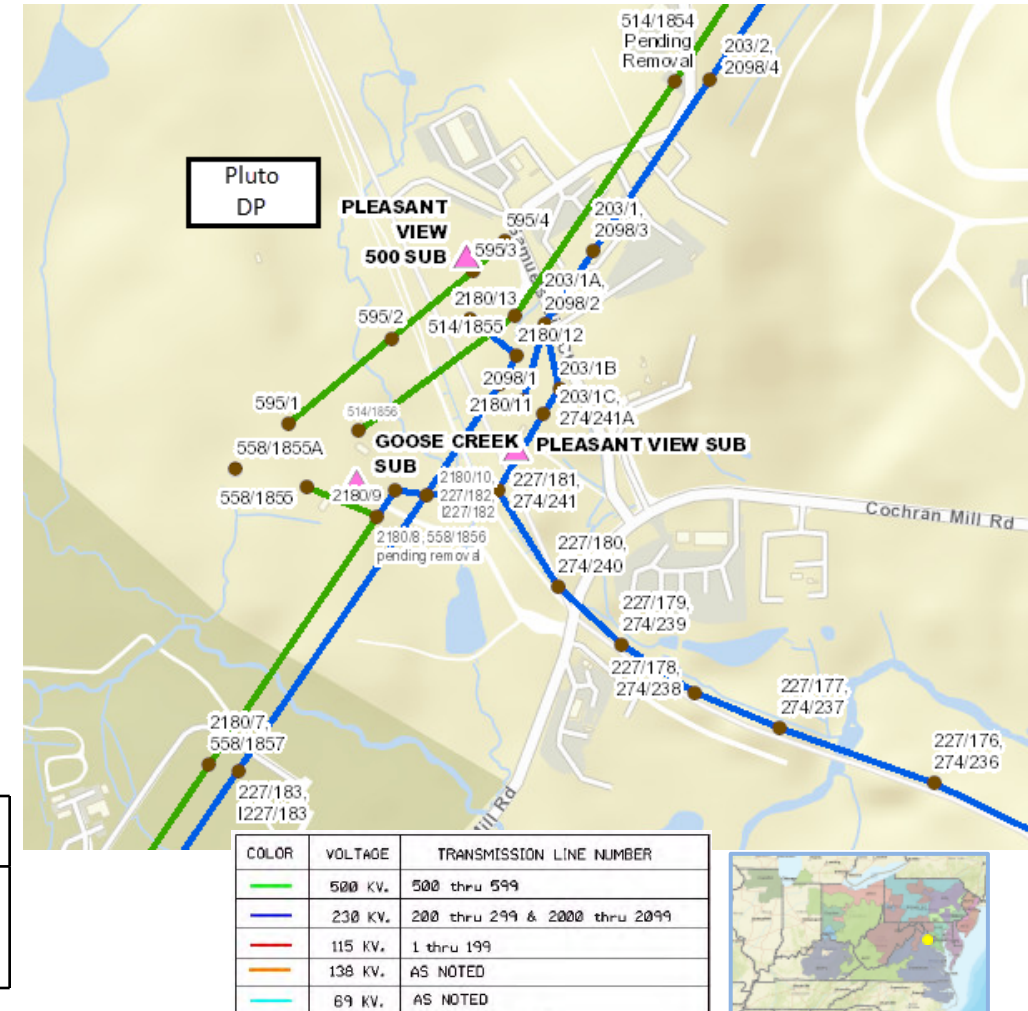 514/1854
Pending
Removal
203/2,
2098/4
Pluto
DP
PLEASANT
VIEW
500 SUB
595/4
595/3
203/1,
2098/3
2180/13
203/1A,
2098/2
595/2
514/1855
2180/12
2098/1
203/1B
2180/11
203/1C,
274/241A
595/1
514/1856
558/1855A
GOOSE CREEK
SUB
PLEASANT VIEW SUB
558/1855
2180/9
2180/10,
227/182,
I227/182
227/181,
274/241
Cochran Mill Rd
2180/8, 558/1856
pending removal
227/180,
274/240
227/179,
274/239
227/178,
274/238
227/177,
274/237
2180/7,
558/1857
227/176,
274/236
227/183,
I227/183
Mill Rd
COLOR VOLTAGE TRANSMISSION LINE NUMBER
500 KV. 500 thru 599
230 KV. 200 thru 299 & 2000 thru 2099
115 KV. 1 thru 199
138 KV. AS NOTED
69 KV. AS NOTED